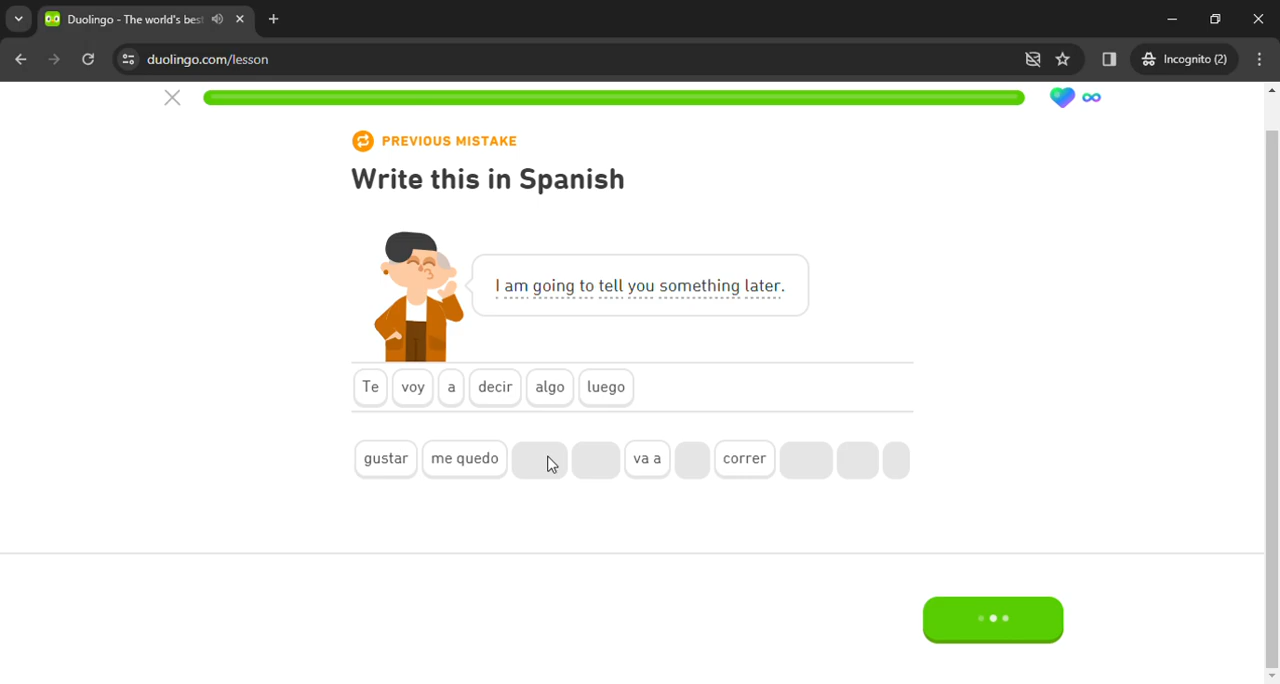 Duolingo - The world's bes
duolingo.com/lesson
Incognito (2)
PREVIOUS MISTAKE
Write this in Spanish
I am going to tell you something later.
Te voy a decir algo luego
gustar me quedo va a correr